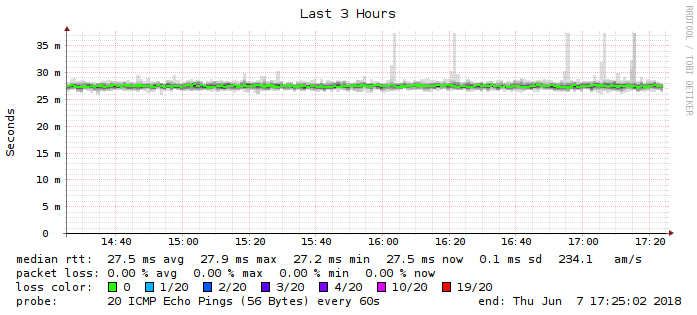 Last 3 Hours
RRDTOOL / TOBI OETIKER
Seconds
35 m
30 m
25 m
20 m
15 m
10 m
5 m
0
14:40 15:00 15:20 15:40 16:00 16:20 16:40 17:00 17:20
median rtt: 27.5 ms avg 27.9 ms max 27.2 ms min 27.5 ms now 0.1 ms sd 234.1 am/s
packet loss: 0.00 % avg 0.00 % max 0.00 % min 0.00 % now
loss color: 0 1/20 2/20 3/20 4/20 10/20 19/20
probe: 20 ICMP Echo Pings (56 Bytes) every 60s end: Thu Jun 7 17:25:02 2018